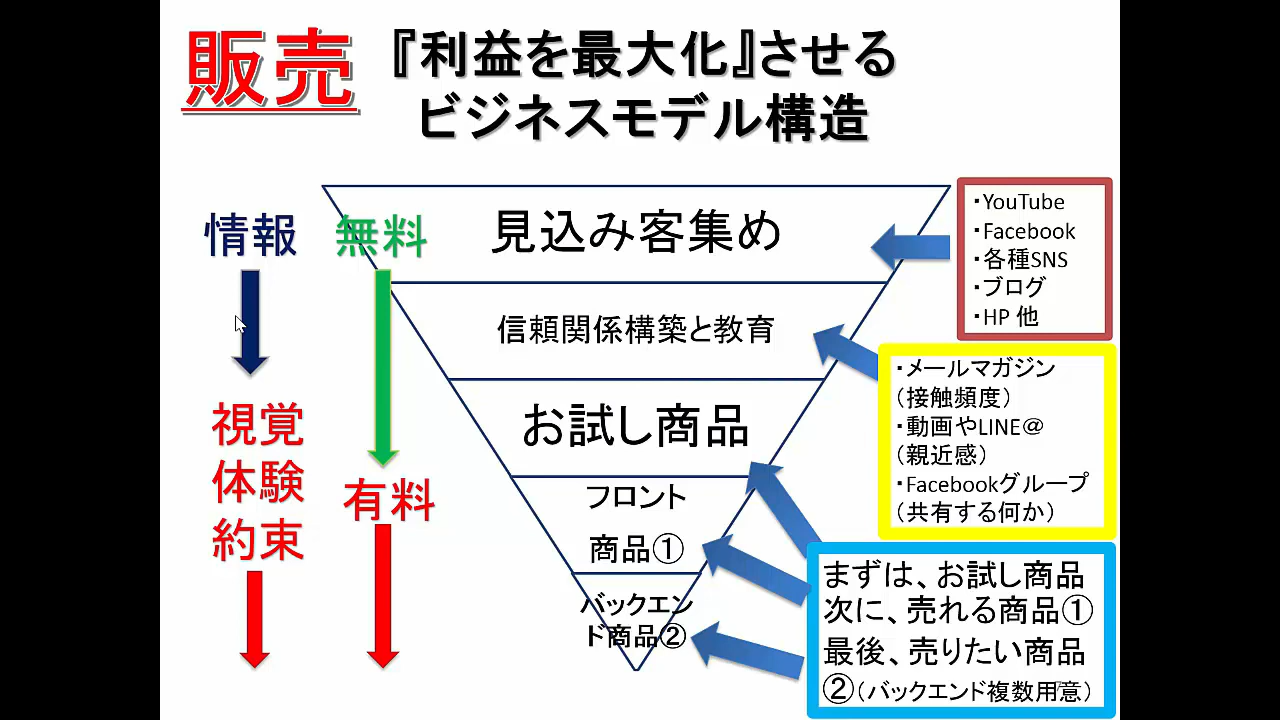 販売
『利益を最大化』させる
ビジネスモデル構造
情報
無料
視覚
体験
約束
有料
見込み客集め
信頼関係構築と教育
お試し商品
フロント
商品①
バックエン
ド商品②
・YouTube
・Facebook
・各種SNS
・ブログ
・HP 他
・メールマガジン
(接触頻度)
・動画やLINE＠
(親近感)
・Facebookグループ
(共有する何か)
まずは、お試し商品
次に、売れる商品①
最後、売りたい商品
②(バックエンド複数用意)